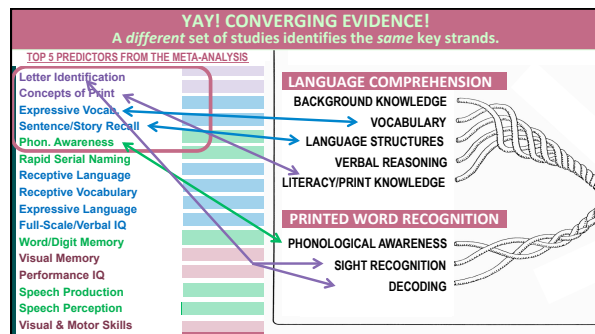 YAY! CONVERGING EVIDENCE!
A different set of studies identifies the same key strands.
TOP 5 PREDICTORS FROM THE META-ANALYSIS
Letter Identification
Concepts of Print
Expressive Vocab.
Sentence/Story Recall
Phon. Awareness
Rapid Serial Naming
Receptive Language
Receptive Vocabulary
Expressive Language
Full-Scale/Verbal IQ
Word/Digit Memory
Visual Memory
Performance IQ
Speech Production
Speech Perception
Visual & Motor Skills
LANGUAGE COMPREHENSION
BACKGROUND KNOWLEDGE
VOCABULARY
LANGUAGE STRUCTURES
VERBAL REASONING
LITERACY/PRINT KNOWLEDGE
PRINTED WORD RECOGNITION
PHONOLOGICAL AWARENESS
SIGHT RECOGNITION
DECODING